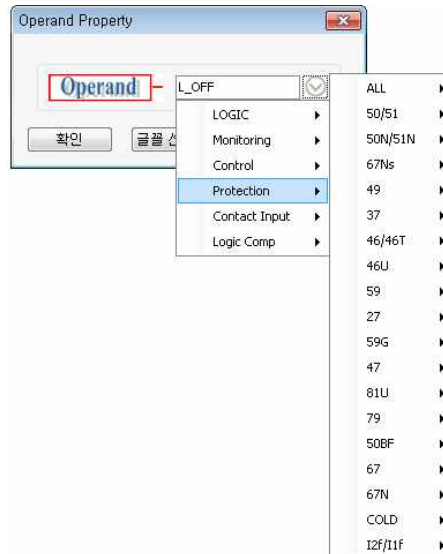 Operand Property
Operand
L_OFF
확인
글꼴
LOGIC
Monitoring
Control
Protection
Contact Input
Logic Comp
ALL
50/51
50N/51N
67Ns
49
37
46/46T
46U
59
27
59G
47
81U
79
50BF
67
67N
COLD
I2f/I1f